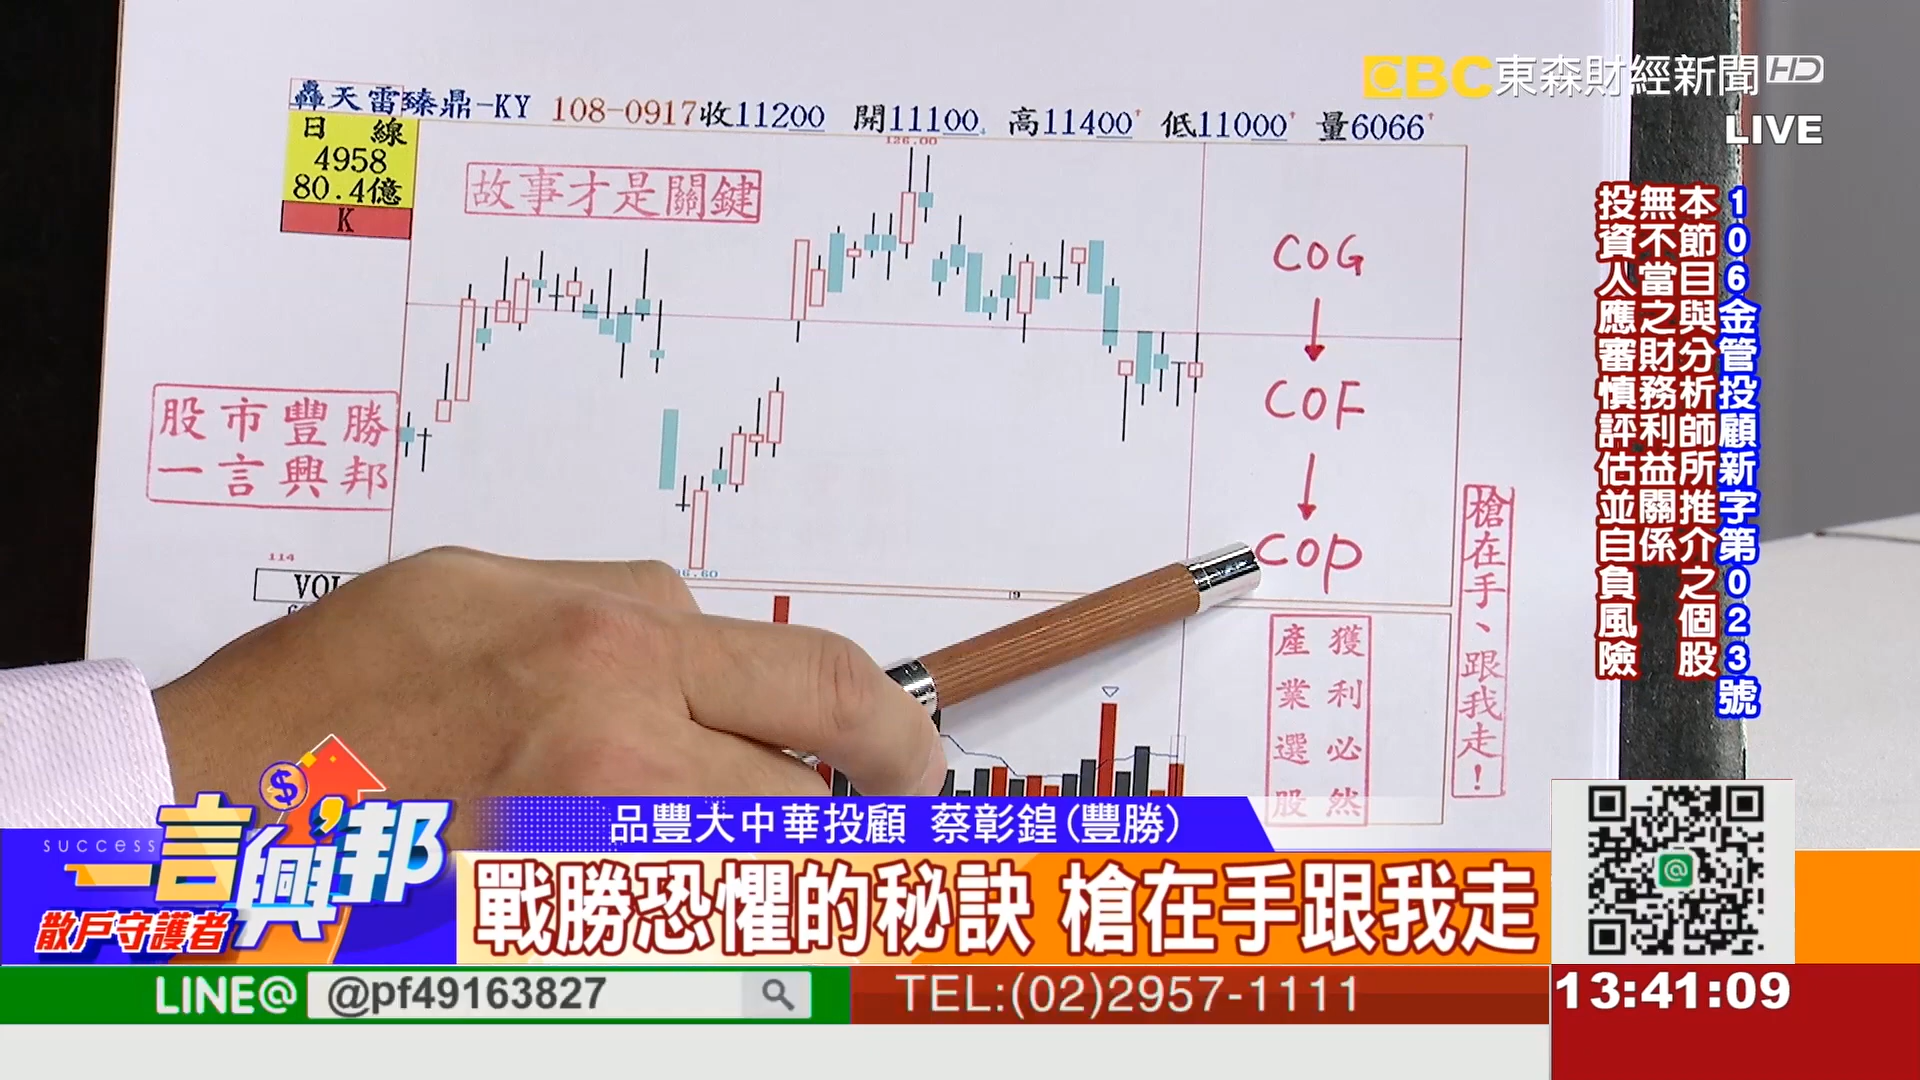 轟天雷臻鼎-KY 108-0917收11200 開11100 高11400 低11000 量6066
日 線
4958
80.4億
K
126.00
故事才是關鍵
COG
COF
COP
股市豐勝
一言興邦
114
VOL
9
槍在手、跟我走!
獲利必然
產業選股
EBC東森財經新聞HD
LIVE
106金管投顧新字第023號
本節目與分析師所推介之個股
無不當之財務利益關係
投資人應審慎評估並自負風險
success
一言興邦
散戶守護者
品豐大中華投顧 蔡彰鍠(豐勝)
戰勝恐懼的秘訣 槍在手跟我走
LINE@ @pf49163827
TEL:(02)2957-1111
13:41:09